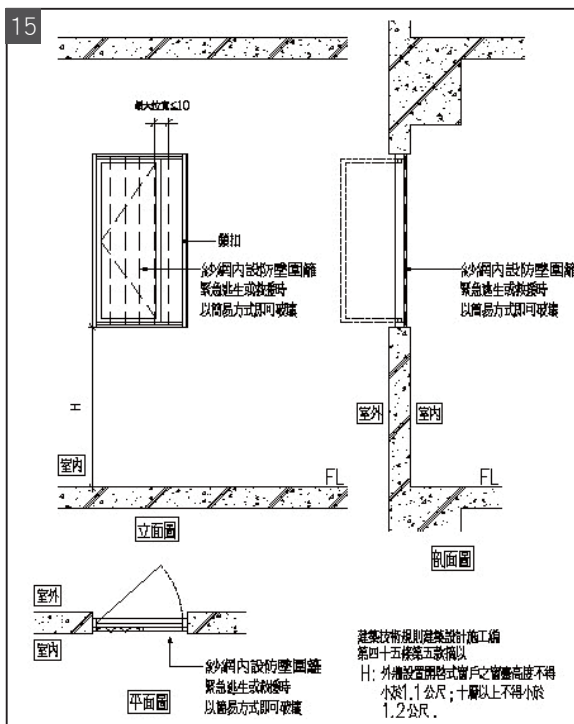 15
最大位寬≦10
鎖扣
紗網內設防墜圍籬
緊急逃生或救援時
以簡易方式即可破壞
H
室內
FL
立面圖
紗網內設防墜圍籬
緊急逃生或救援時
以簡易方式即可破壞
室外
室內
FL
剖面圖
室外
室內
紗網內設防墜圍籬
緊急逃生或救援時
以簡易方式即可破壞
平面圖
建築技術規則建築設計施工編
第四十五條第五款摘以
H: 外牆設置開啓式窗戶之窗臺高度不得
小於1.1公尺；十層以上不得小於
1.2公尺.